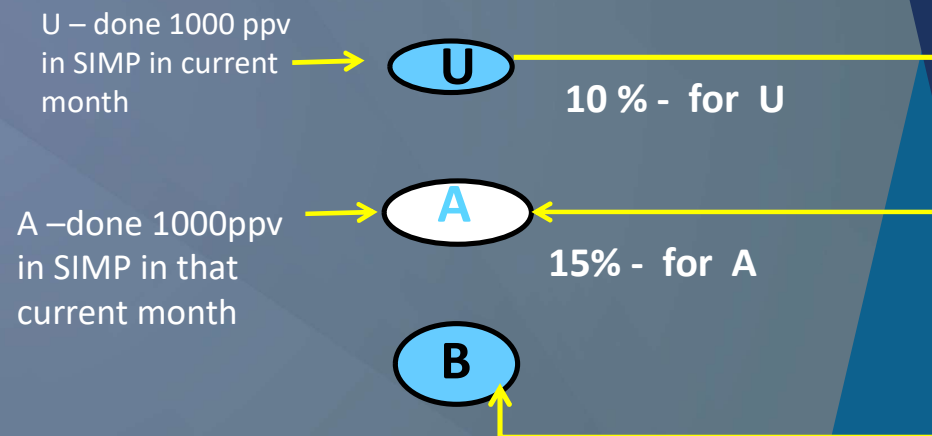 U – done 1000 ppv
in SIMP in current
month
U
10 % - for U
A –done 1000ppv
in SIMP in that
current month
A
15% - for A
B